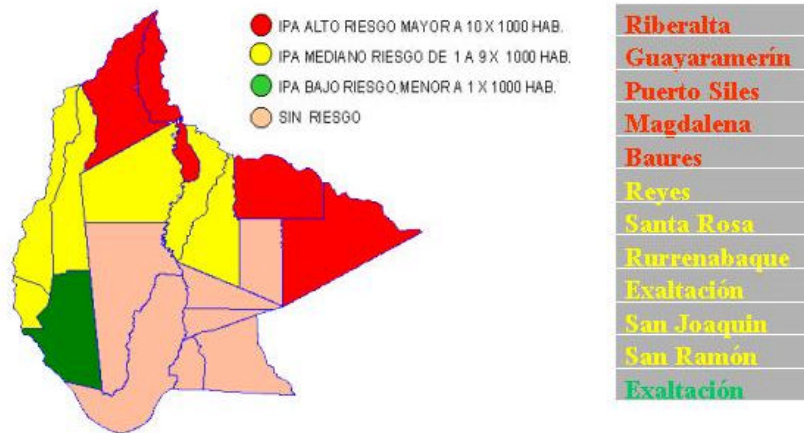 IPA ALTO RIESGO MAYOR A 10 X 1000 HAB.
IPA MEDIANO RIESGO DE 1 A 9 X 1000 HAB.
IPA BAJO RIESGO, MENOR A 1 X 1000 HAB.
SIN RIESGO
Riberalta
Guayaramerín
Puerto Siles
Magdalena
Baures
Reyes
Santa Rosa
Rurrenabaque
Exaltación
San Joaquin
San Ramón
Exaltación